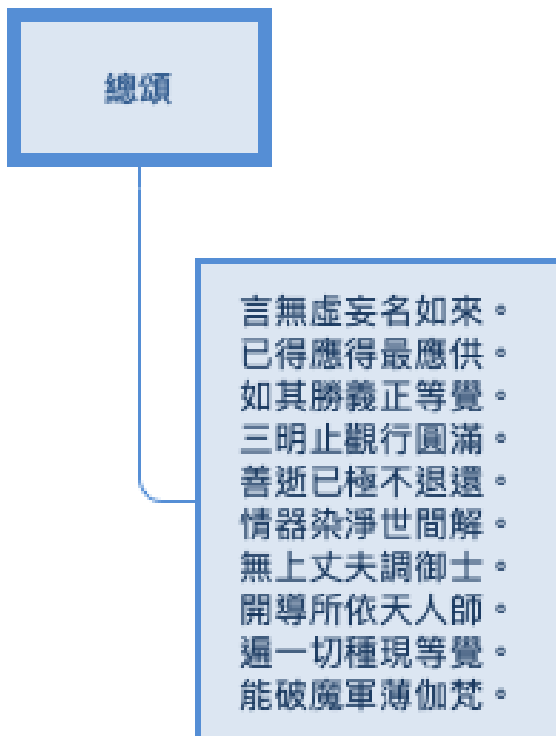 總頌
言無虛妄名如來。
已得應得最應供。
如其勝義正等覺。
三明止觀行圓滿。
善逝已極不退還。
情器染淨世間解。
無上丈夫調御士。
開導所依天人師。
遍一切種現等覺。
能破魔軍薄伽梵。